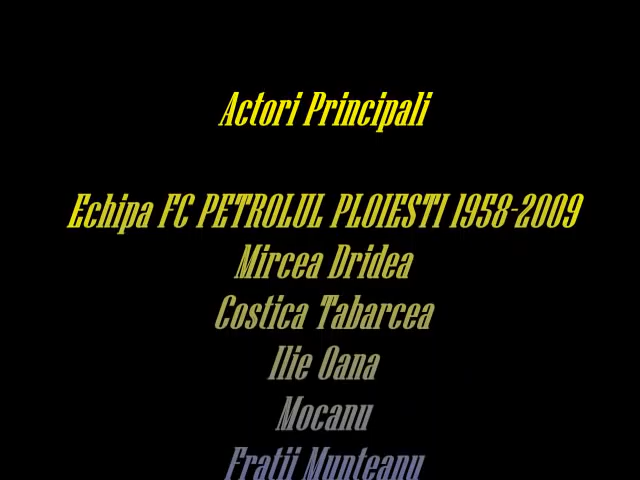 Actori Principali
Echipa FC PETROLUL PLOIESTI 1958-2009
Mircea Dridea
Costica Tabarcea
Ilie Oana
Mocanu
Fratii Munteanu